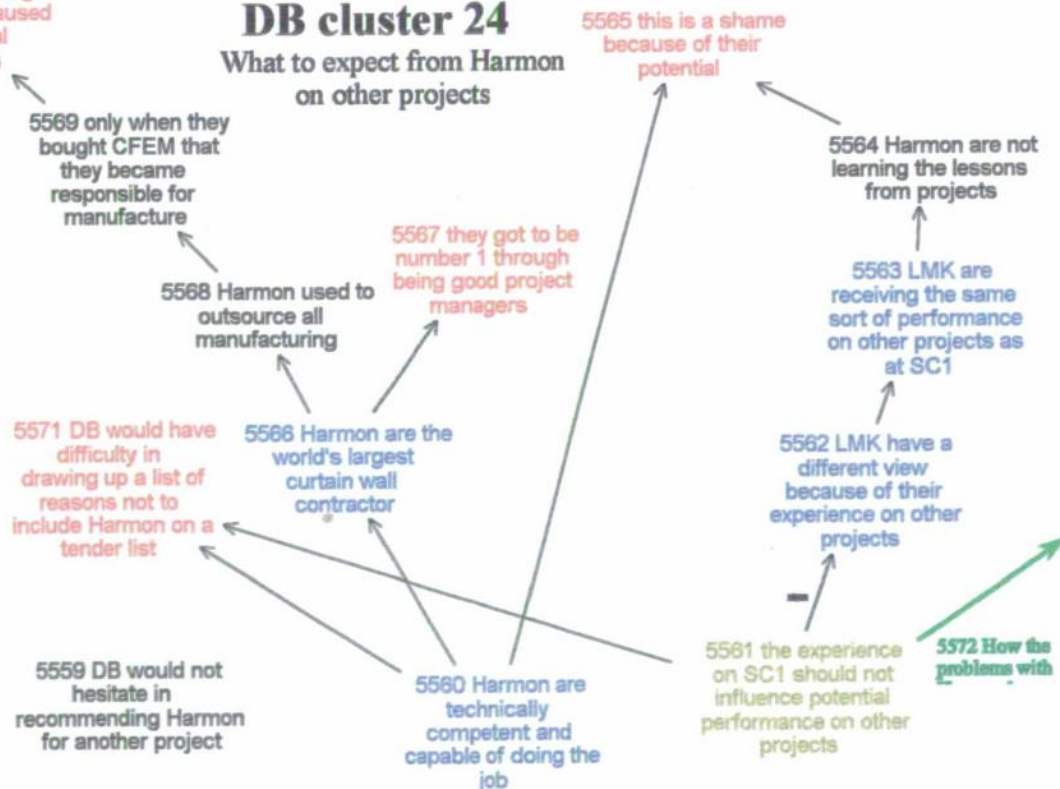 used
DB cluster 24
What to expect from Harmon
on other projects
5565 this is a shame
because of their
potential
5569 only when they
bought CFEM that
they became
responsible for
manufacture
5564 Harmon are not
learning the lessons
from projects
5567 they got to be
number 1 through
being good project
managers
5568 Harmon used to
outsource all
manufacturing
5563 LMK are
receiving the same
sort of performance
on other projects as
at SC1
5571 DB would have
difficulty in
drawing up a list of
reasons not to
include Harmon on a
tender list
5566 Harmon are the
world's largest
curtain wall
contractor
5562 LMK have a
different view
because of their
experience on other
projects
-
5559 DB would not
hesitate in
recommending Harmon
for another project
5560 Harmon are
technically
competent and
capable of doing the
job
5561 the experience
on SC1 should not
influence potential
performance on other
projects
5572 How the
problems with